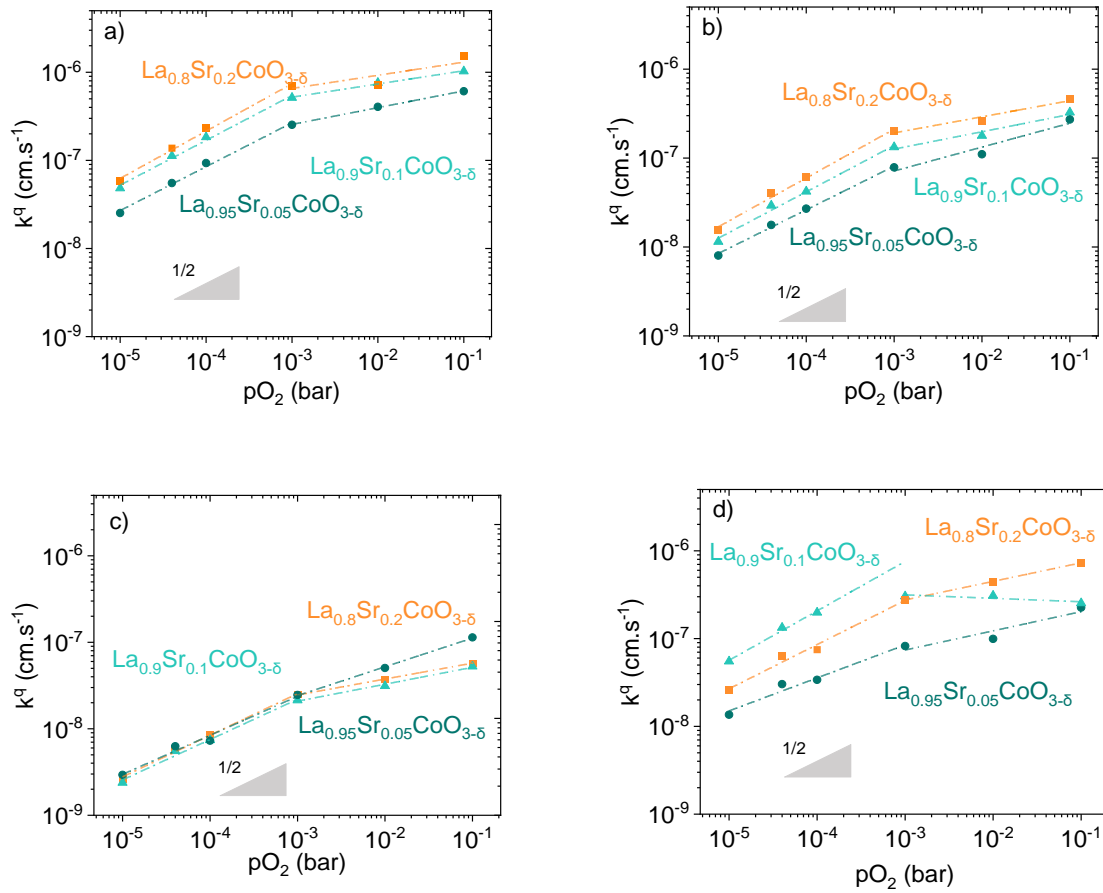 a)
La₀.₈Sr₀.₂CoO₃₋δ
La₀.₉Sr₀.₁CoO₃₋δ
La₀.₉₅Sr₀.₀₅CoO₃₋δ
1/2
10⁻⁶
10⁻⁷
10⁻⁸
10⁻⁹
kq (cm.s⁻¹)
10⁻⁵ 10⁻⁴ 10⁻³ 10⁻² 10⁻¹
pO₂ (bar)
b)
La₀.₈Sr₀.₂CoO₃₋δ
La₀.₉Sr₀.₁CoO₃₋δ
La₀.₉₅Sr₀.₀₅CoO₃₋δ
1/2
10⁻⁶
10⁻⁷
10⁻⁸
10⁻⁹
kq (cm.s⁻¹)
10⁻⁵ 10⁻⁴ 10⁻³ 10⁻² 10⁻¹
pO₂ (bar)
c)
La₀.₈Sr₀.₂CoO₃₋δ
La₀.₉Sr₀.₁CoO₃₋δ
La₀.₉₅Sr₀.₀₅CoO₃₋δ
1/2
10⁻⁶
10⁻⁷
10⁻⁸
10⁻⁹
kq (cm.s⁻¹)
10⁻⁵ 10⁻⁴ 10⁻³ 10⁻² 10⁻¹
pO₂ (bar)
d)
La₀.₈Sr₀.₂CoO₃₋δ
La₀.₉Sr₀.₁CoO₃₋δ
La₀.₉₅Sr₀.₀₅CoO₃₋δ
1/2
10⁻⁶
10⁻⁷
10⁻⁸
10⁻⁹
kq (cm.s⁻¹)
10⁻⁵ 10⁻⁴ 10⁻³ 10⁻² 10⁻¹
pO₂ (bar)